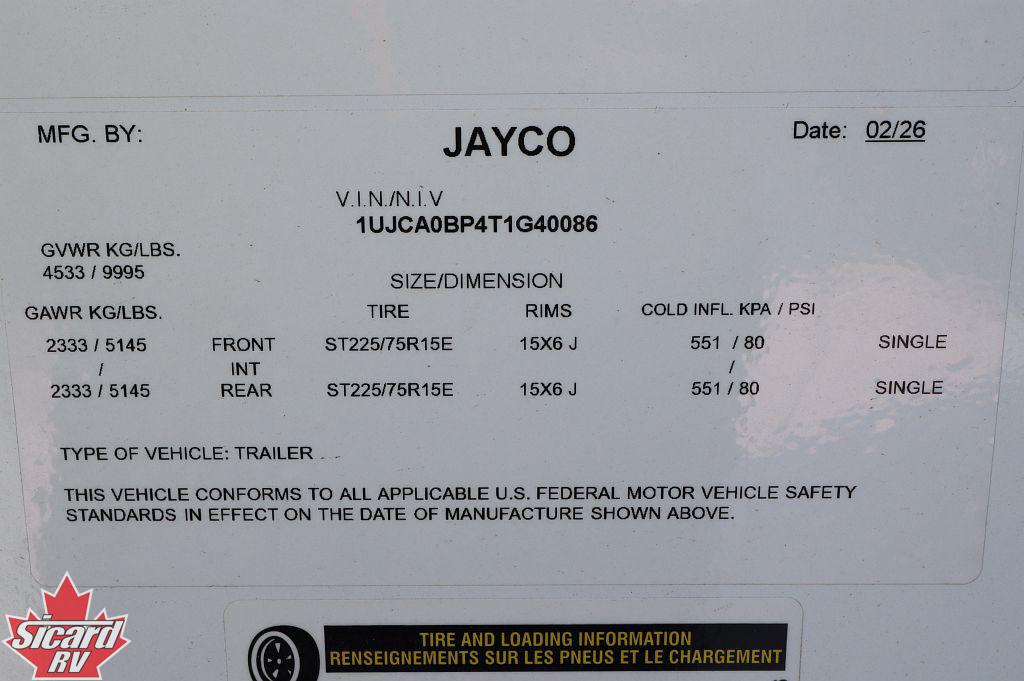 MFG. BY: JAYCO Date: 02/26
V.I.N./N.I.V
1UJCA0BP4T1G40086
GVWR KG/LBS.
4533 / 9995
SIZE/DIMENSION
GAWR KG/LBS. TIRE RIMS COLD INFL. KPA / PSI
2333 / 5145 FRONT ST225/75R15E 15X6 J 551 / 80 SINGLE
/ INT /
2333 / 5145 REAR ST225/75R15E 15X6 J 551 / 80 SINGLE
TYPE OF VEHICLE: TRAILER
THIS VEHICLE CONFORMS TO ALL APPLICABLE U.S. FEDERAL MOTOR VEHICLE SAFETY
STANDARDS IN EFFECT ON THE DATE OF MANUFACTURE SHOWN ABOVE.
TIRE AND LOADING INFORMATION
RENSEIGNEMENTS SUR LES PNEUS ET LE CHARGEMENT
Sicard
RV